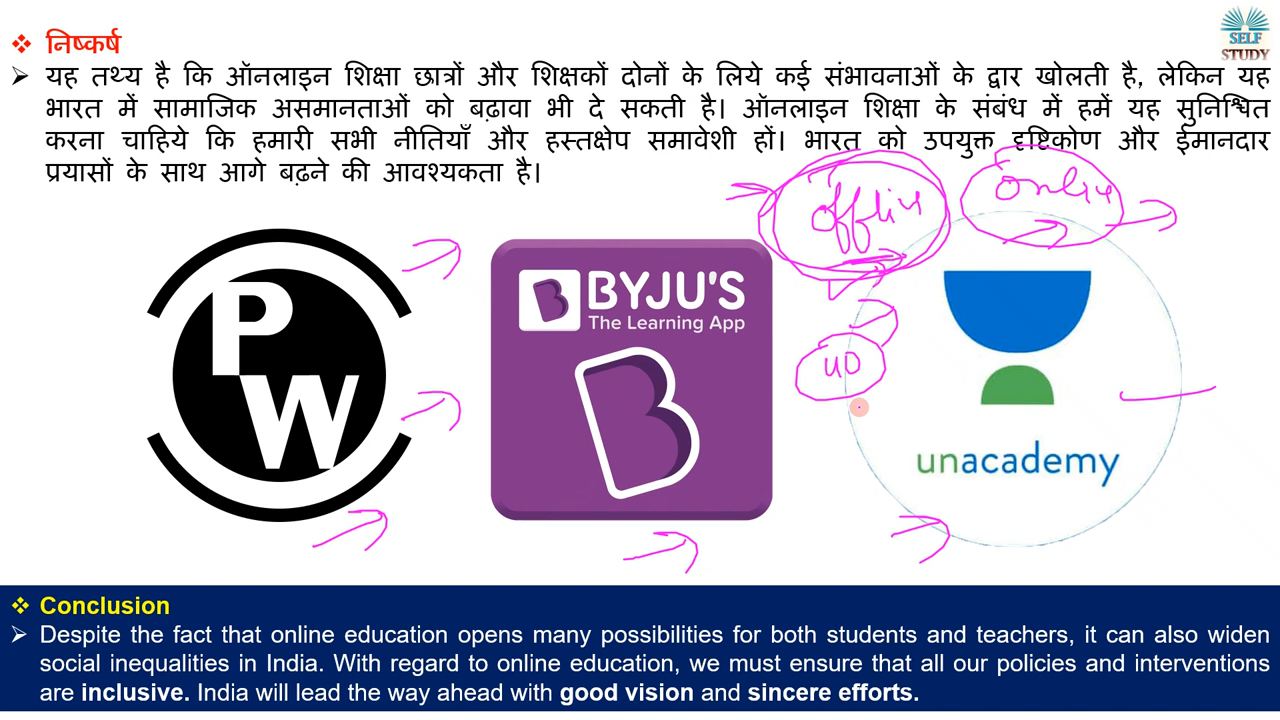 SELF
STUDY
❖ निष्कर्ष
➢ यह तथ्य है कि ऑनलाइन शिक्षा छात्रों और शिक्षकों दोनों के लिये कई संभावनाओं के द्वार खोलती है, लेकिन यह
भारत में सामाजिक असमानताओं को बढ़ावा भी दे सकती है। ऑनलाइन शिक्षा के संबंध में हमें यह सुनिश्चित
करना चाहिये कि हमारी सभी नीतियाँ और हस्तक्षेप समावेशी हों। भारत को उपयुक्त दृष्टिकोण और ईमानदार
प्रयासों के साथ आगे बढ़ने की आवश्यकता है।
offline
online
PW
BYJU'S
The Learning App
B
40
unacademy
❖ Conclusion
➢ Despite the fact that online education opens many possibilities for both students and teachers, it can also widen
social inequalities in India. With regard to online education, we must ensure that all our policies and interventions
are inclusive. India will lead the way ahead with good vision and sincere efforts.